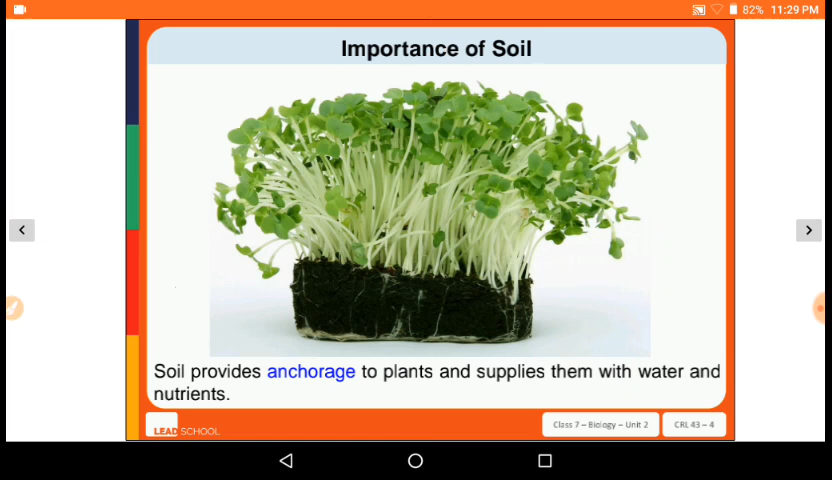 82% 11:29 PM
Importance of Soil
Soil provides anchorage to plants and supplies them with water and
nutrients.
LEAD SCHOOL
Class 7 – Biology – Unit 2
CRL 43 – 4